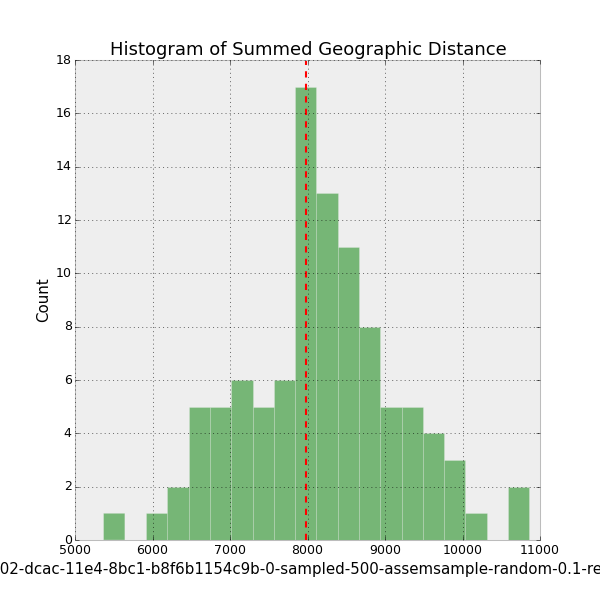 Histogram of Summed Geographic Distance
18
16
14
12
10
8
6
4
2
0
Count
5000 6000 7000 8000 9000 10000 11000
02-dcac-11e4-8bc1-b8f6b1154c9b-0-sampled-500-assemsample-random-0.1-re